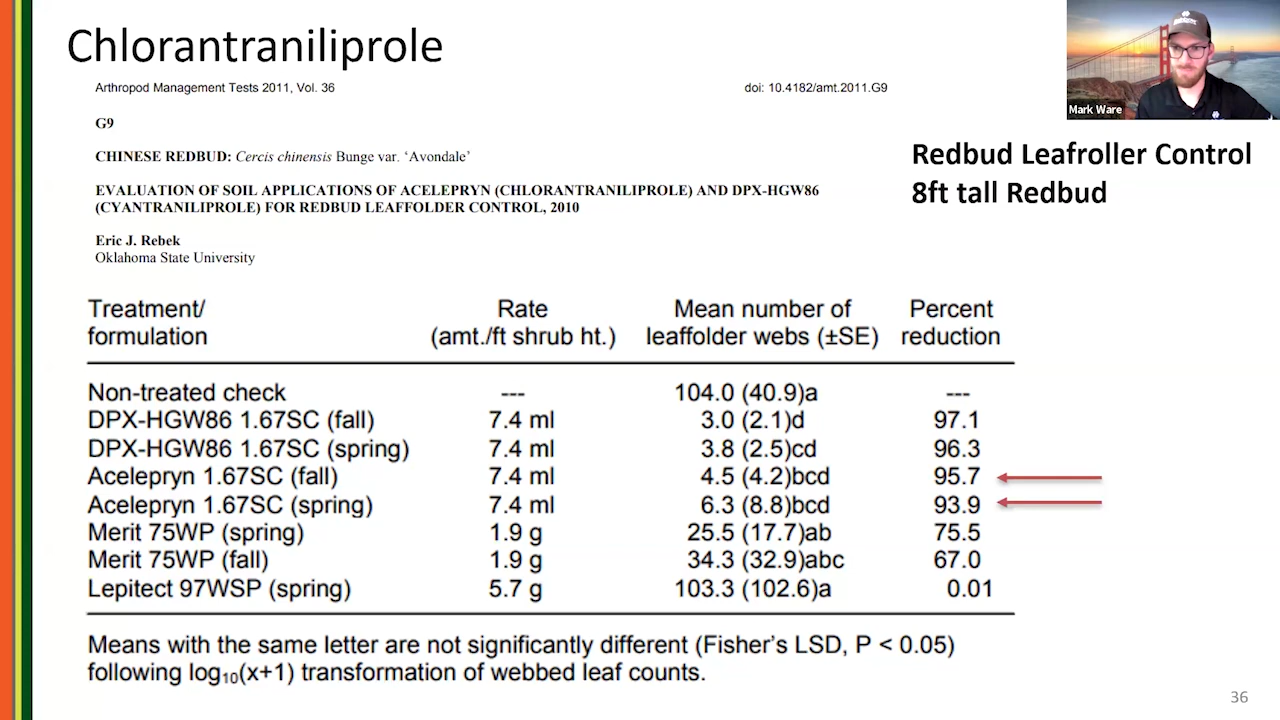 Chlorantraniliprole
Arthropod Management Tests 2011, Vol. 36 doi: 10.4182/amt.2011.G9
Mark Ware
G9
CHINESE REDBUD: Cercis chinensis Bunge var. ‘Avondale’
Redbud Leafroller Control
8ft tall Redbud
EVALUATION OF SOIL APPLICATIONS OF ACELEPRYN (CHLORANTRANILIPROLE) AND DPX-HGW86
(CYANTRANILIPROLE) FOR REDBUD LEAFFOLDER CONTROL, 2010
Eric J. Rebek
Oklahoma State University
Treatment/ Rate Mean number of Percent
formulation (amt./ft shrub ht.) leaffolder webs (±SE) reduction
Non-treated check --- 104.0 (40.9)a ---
DPX-HGW86 1.67SC (fall) 7.4 ml 3.0 (2.1)d 97.1
DPX-HGW86 1.67SC (spring) 7.4 ml 3.8 (2.5)cd 96.3
Acelepryn 1.67SC (fall) 7.4 ml 4.5 (4.2)bcd 95.7
Acelepryn 1.67SC (spring) 7.4 ml 6.3 (8.8)bcd 93.9
Merit 75WP (spring) 1.9 g 25.5 (17.7)ab 75.5
Merit 75WP (fall) 1.9 g 34.3 (32.9)abc 67.0
Lepitect 97WSP (spring) 5.7 g 103.3 (102.6)a 0.01
Means with the same letter are not significantly different (Fisher’s LSD, P < 0.05)
following log₁₀(x+1) transformation of webbed leaf counts.
36